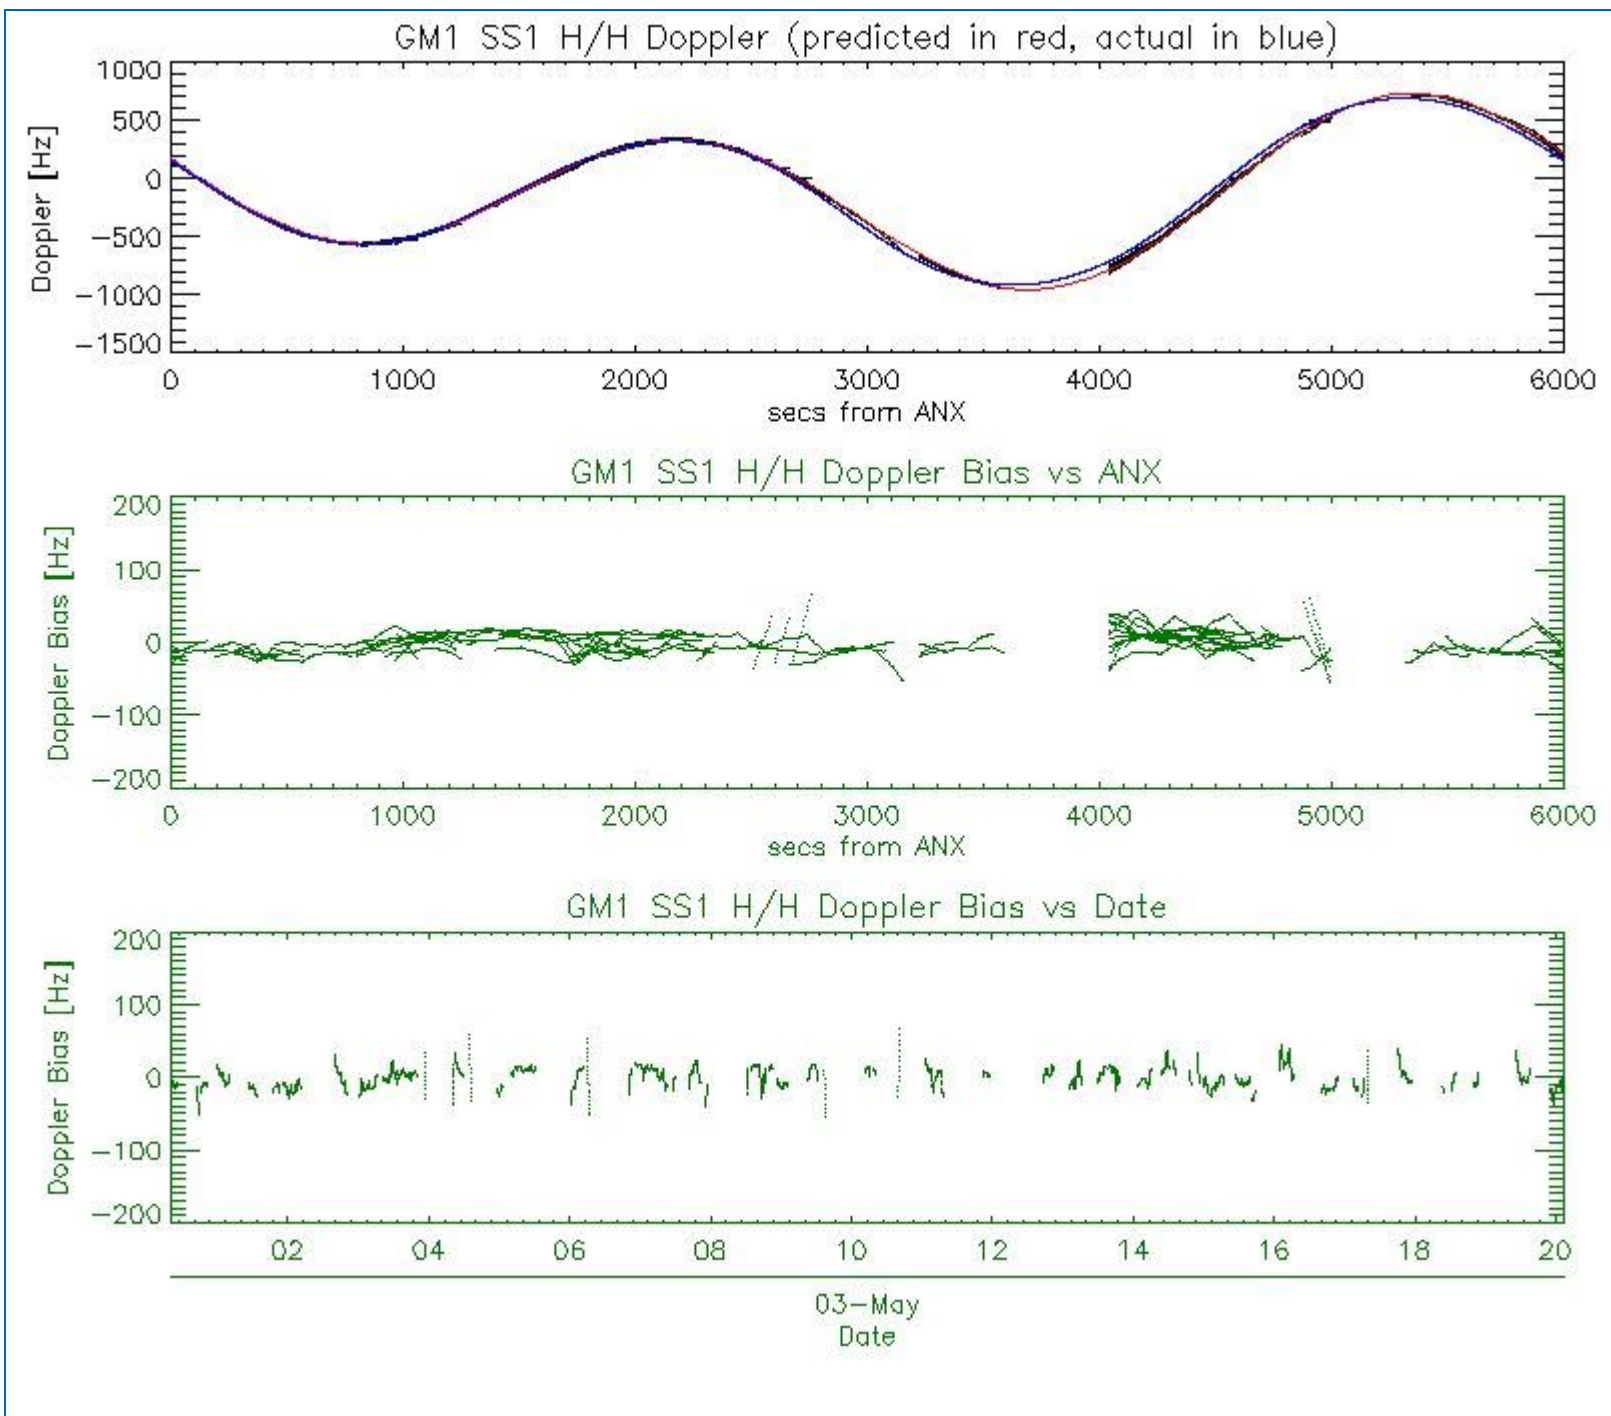 GM1 SS1 H/H Doppler (predicted in red, actual in blue)
1000
500
0
-500
-1000
-1500
Doppler [Hz]
0 1000 2000 3000 4000 5000 6000
secs from ANX
GM1 SS1 H/H Doppler Bias vs ANX
200
100
0
-100
-200
Doppler Bias [Hz]
0 1000 2000 3000 4000 5000 6000
secs from ANX
GM1 SS1 H/H Doppler Bias vs Date
200
100
0
-100
-200
Doppler Bias [Hz]
02 04 06 08 10 12 14 16 18 20
03-May
Date